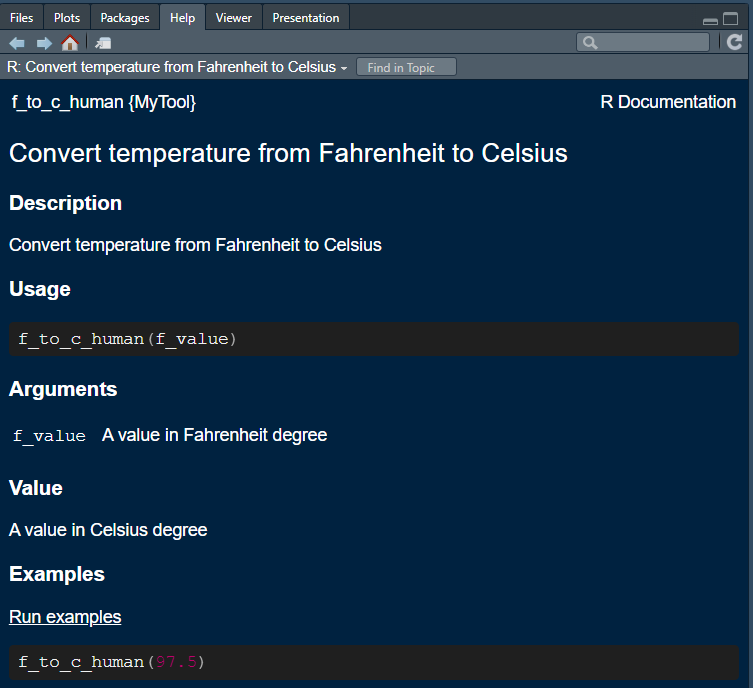 Files Plots Packages Help Viewer Presentation
R: Convert temperature from Fahrenheit to Celsius Find in Topic
f_to_c_human {MyTool} R Documentation
Convert temperature from Fahrenheit to Celsius
Description
Convert temperature from Fahrenheit to Celsius
Usage
f_to_c_human(f_value)
Arguments
f_value A value in Fahrenheit degree
Value
A value in Celsius degree
Examples
Run examples
f_to_c_human(97.5)